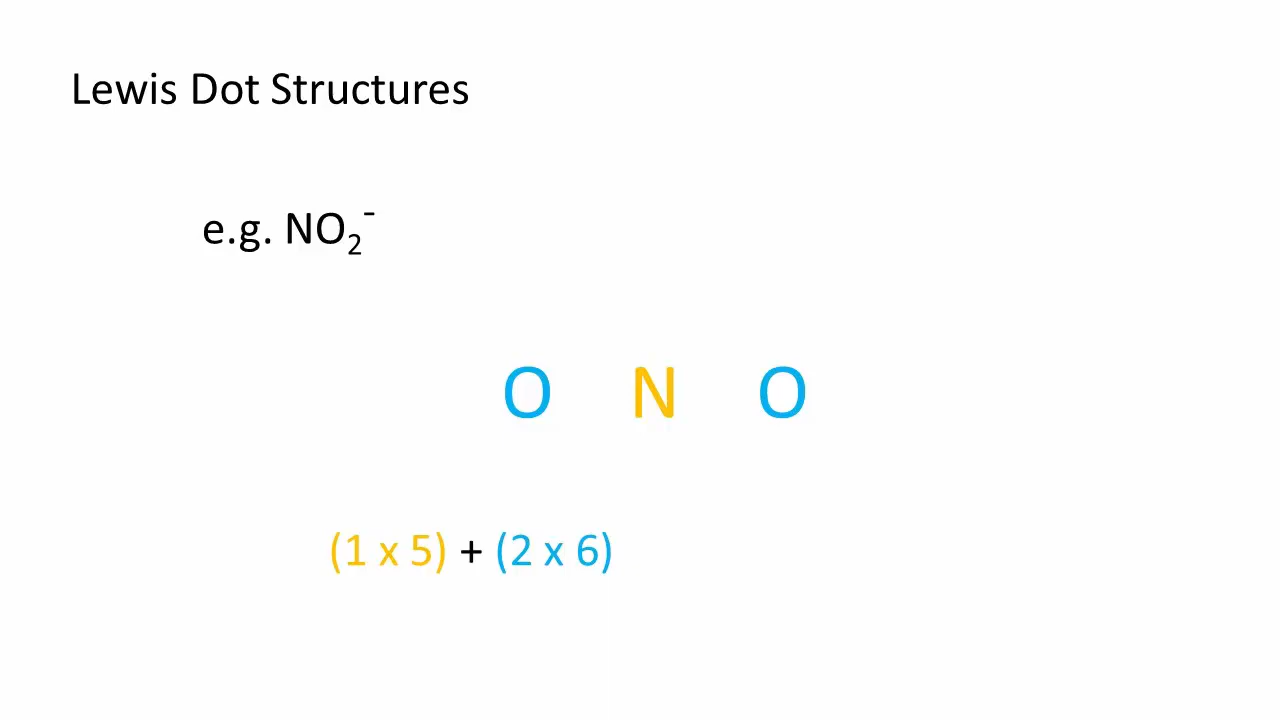 Lewis Dot Structures
e.g. NO₂⁻
O N O
(1 x 5) + (2 x 6)